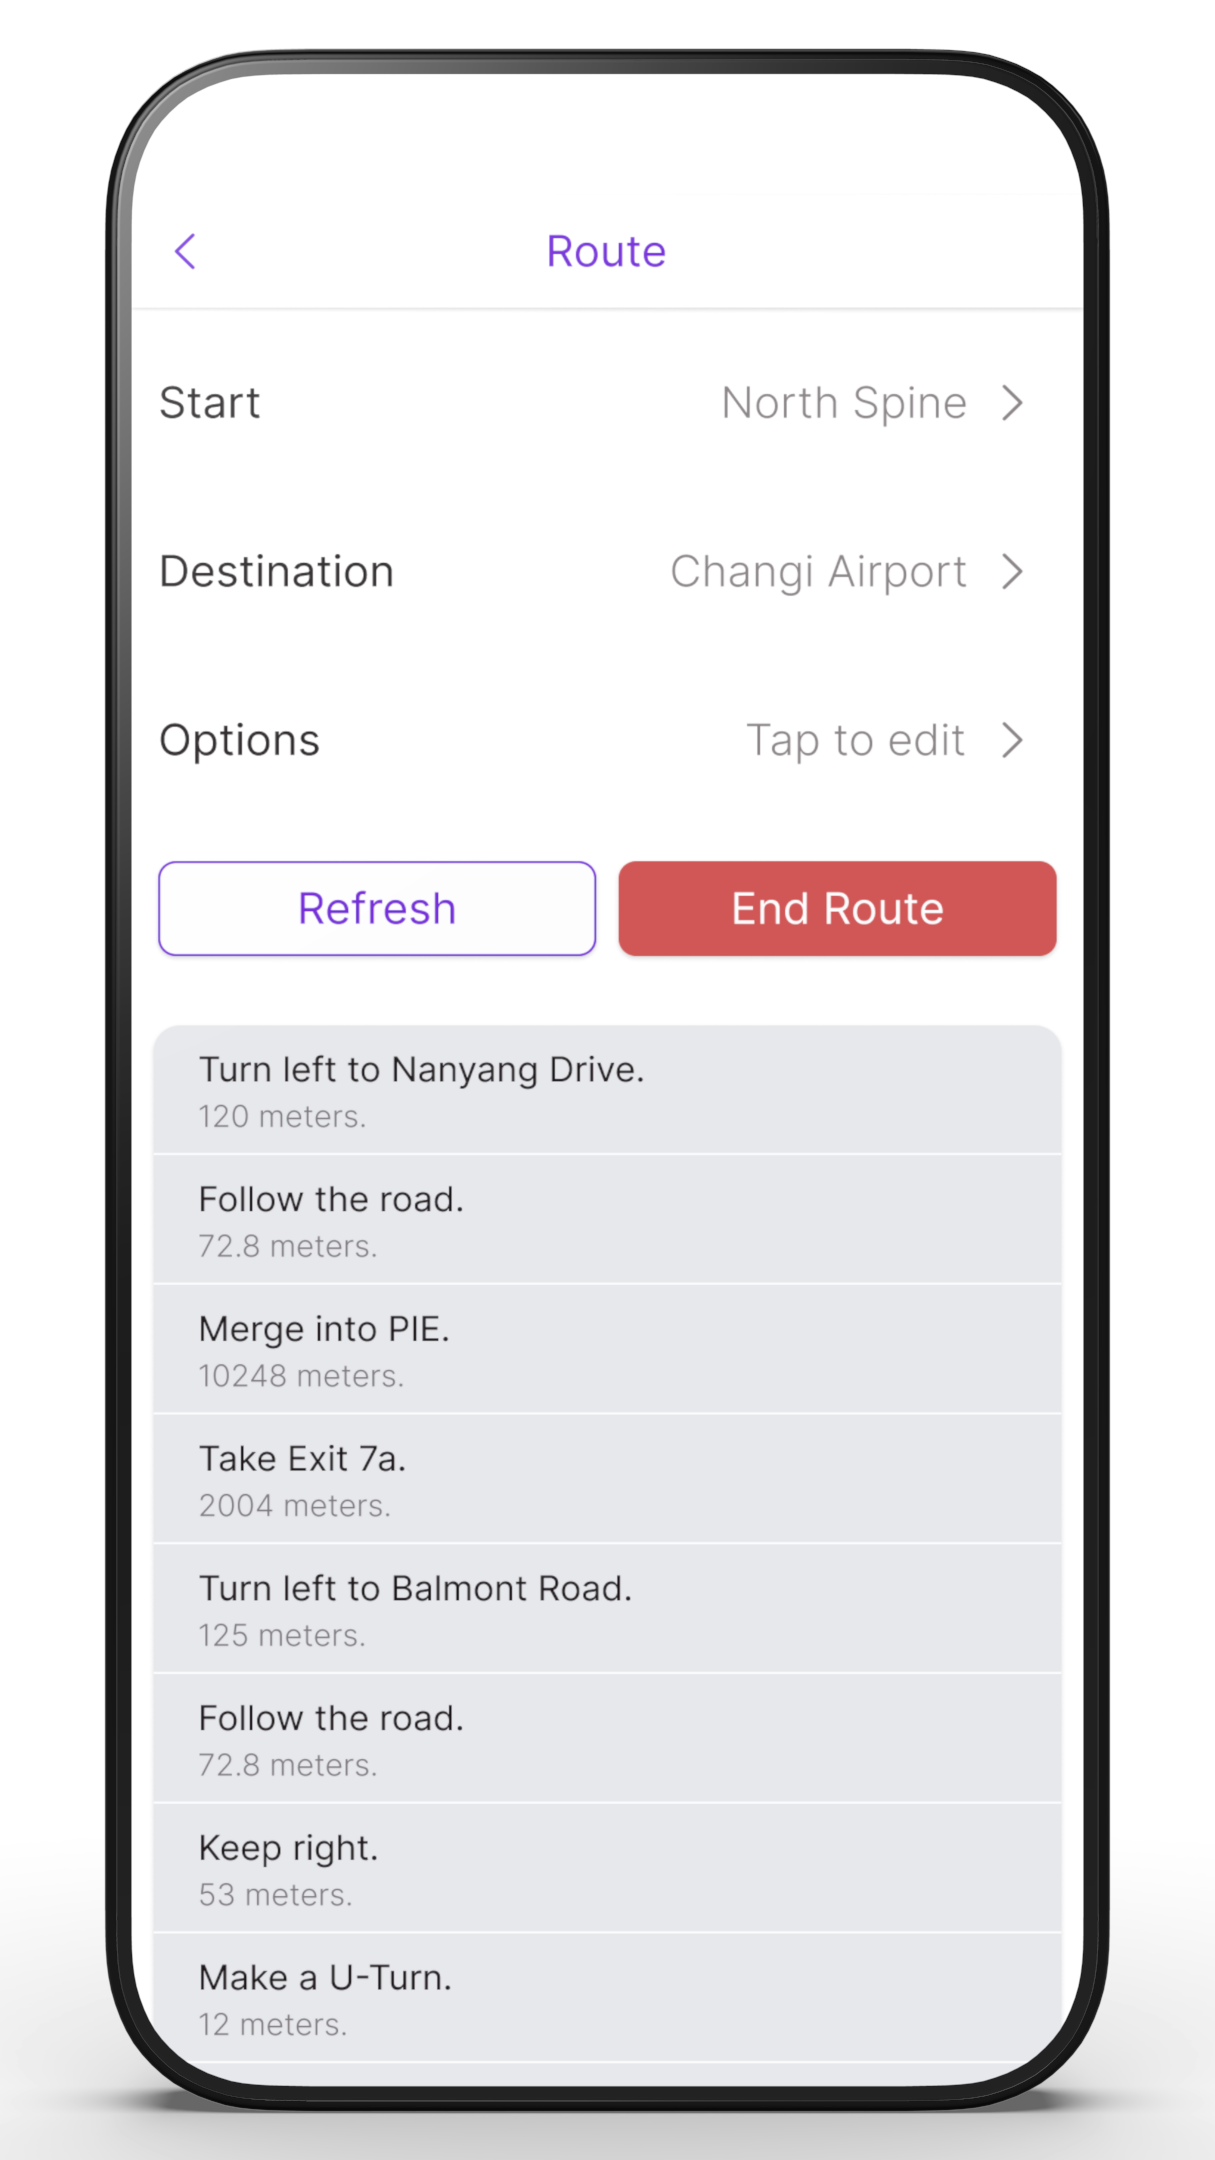 Route
Start North Spine
Destination Changi Airport
Options Tap to edit
Refresh End Route
Turn left to Nanyang Drive.
120 meters.
Follow the road.
72.8 meters.
Merge into PIE.
10248 meters.
Take Exit 7a.
2004 meters.
Turn left to Balmont Road.
125 meters.
Follow the road.
72.8 meters.
Keep right.
53 meters.
Make a U-Turn.
12 meters.